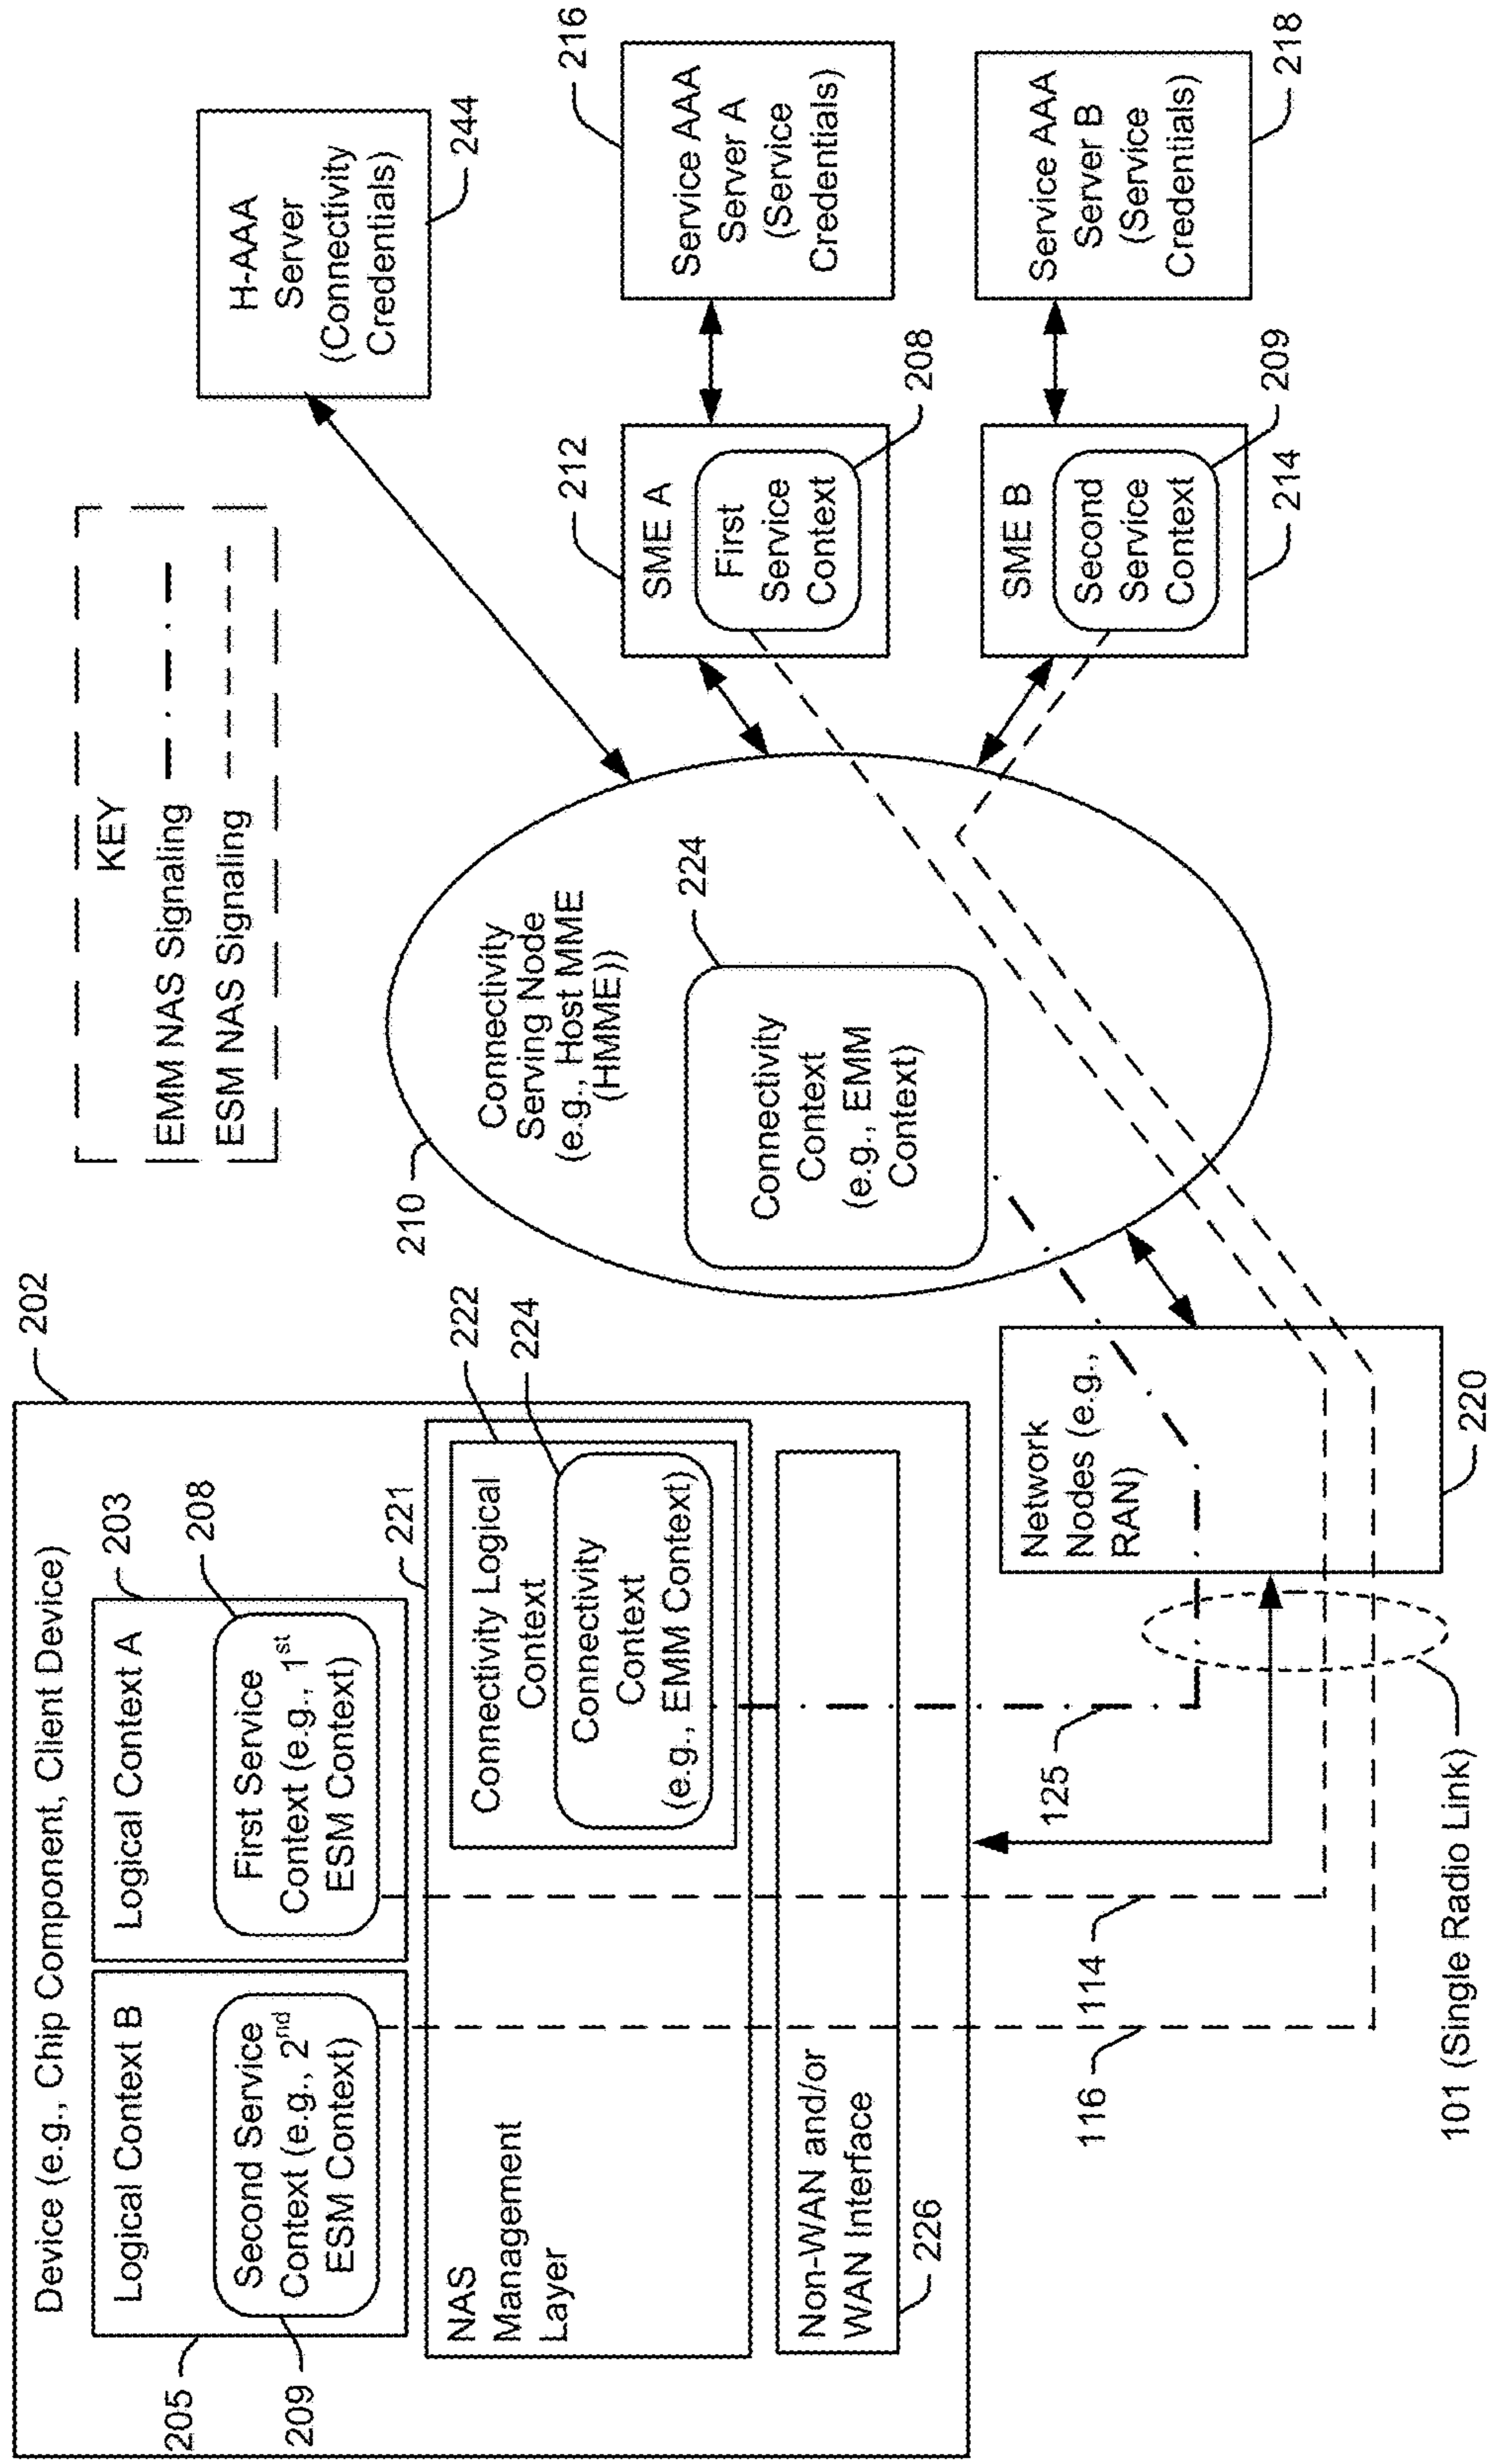 Device (e.g., Chip Component, Client Device)
202
Logical Context B
Second Service
Context (e.g., 2nd
ESM Context)
205
209
Logical Context A
First Service
Context (e.g., 1st
ESM Context)
203
208
221
NAS
Management
Layer
Connectivity Logical
Context
222
Connectivity
Context
(e.g., EMM Context)
224
Non-WAN and/or
WAN Interface
226
116
114
125
101 (Single Radio Link)
Network
Nodes (e.g.,
RAN)
220
KEY
EMM NAS Signaling
ESM NAS Signaling
210
Connectivity
Serving Node
(e.g., Host MME
(HMME))
Connectivity
Context
(e.g., EMM
Context)
224
H-AAA
Server
(Connectivity
Credentials)
244
SME A
First
Service
Context
212
208
Service AAA
Server A
(Service
Credentials)
216
SME B
Second
Service
Context
209
214
Service AAA
Server B
(Service
Credentials)
218